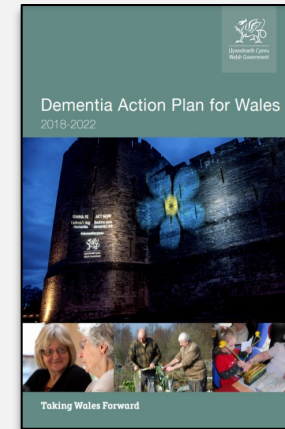 Llywodraeth Cymru
Welsh Government
Dementia Action Plan for Wales
2018-2022
Taking Wales Forward